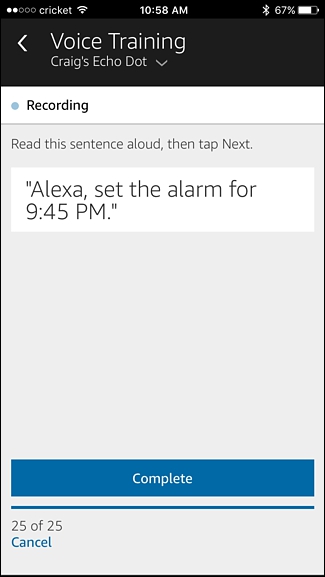 cricket 10:58 AM 67%
Voice Training
Craig's Echo Dot
Recording
Read this sentence aloud, then tap Next.
"Alexa, set the alarm for
9:45 PM."
Complete
25 of 25
Cancel